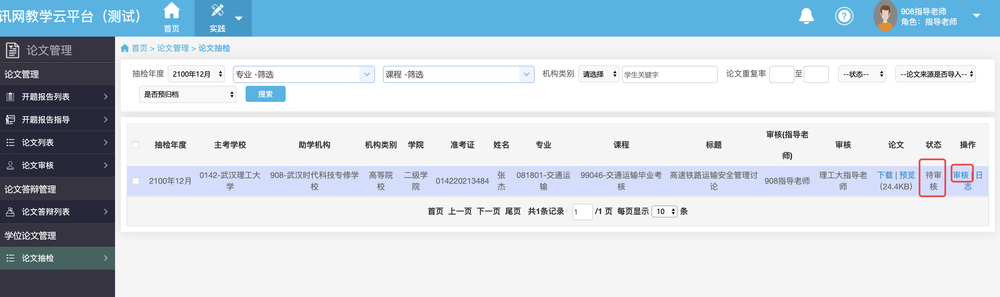 讯网教学云平台（测试）
首页
实践
908指导老师
角色：指导老师
论文管理
论文管理
开题报告列表
开题报告指导
论文列表
论文审核
论文答辩管理
论文答辩列表
学位论文管理
论文抽检
首页 > 论文管理 > 论文抽检
抽检年度 2100年12月 专业 -筛选 课程 -筛选 机构类别 请选择 学生关键字 论文重复率 至 --状态-- --论文来源是否导入--
是否预归档 搜索
抽检年度 主考学校 助学机构 机构类别 学院 准考证 姓名 专业 课程 标题 审核(指导老
师) 审核 论文 状态 操作
2100年12月
0142-武汉理工大
学
908-武汉时代科技专修学
校
高等院
校
二级学
院
014220213484
张
杰
081801-交通运
输
99046-交通运输毕业考
核
高速铁路运输安全管理讨
论
908指导老师
理工大指导老
师
下载 | 预览
(24.4KB)
待审
核
审核 | 日
志
首页 上一页 下一页 尾页 共1条记录 1 /1 页 每页显示 10 条